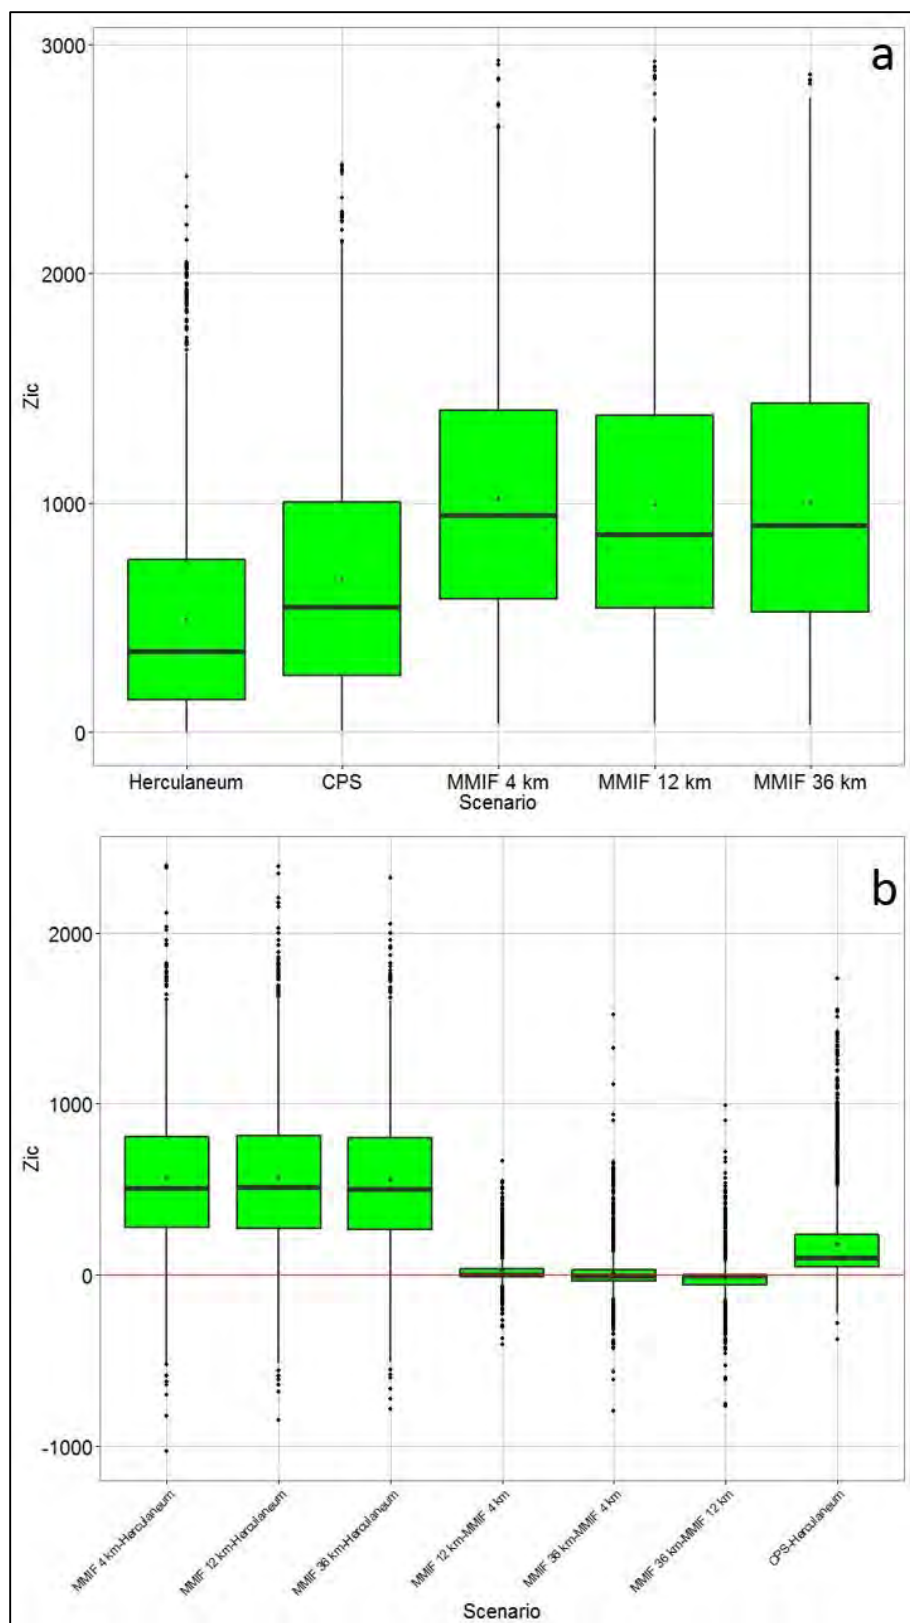 a
3000
2000
1000
0
Zic
Herculaneum CPS MMIF 4 km MMIF 12 km MMIF 36 km
Scenario
b
2000
1000
0
-1000
Zic
MMIF 4 km-Herculaneum
MMIF 12 km-Herculaneum
MMIF 36 km-Herculaneum
MMIF 12 km-MMIF 4 km
MMIF 36 km-MMIF 4 km
MMIF 36 km-MMIF 12 km
CPS-Herculaneum
Scenario